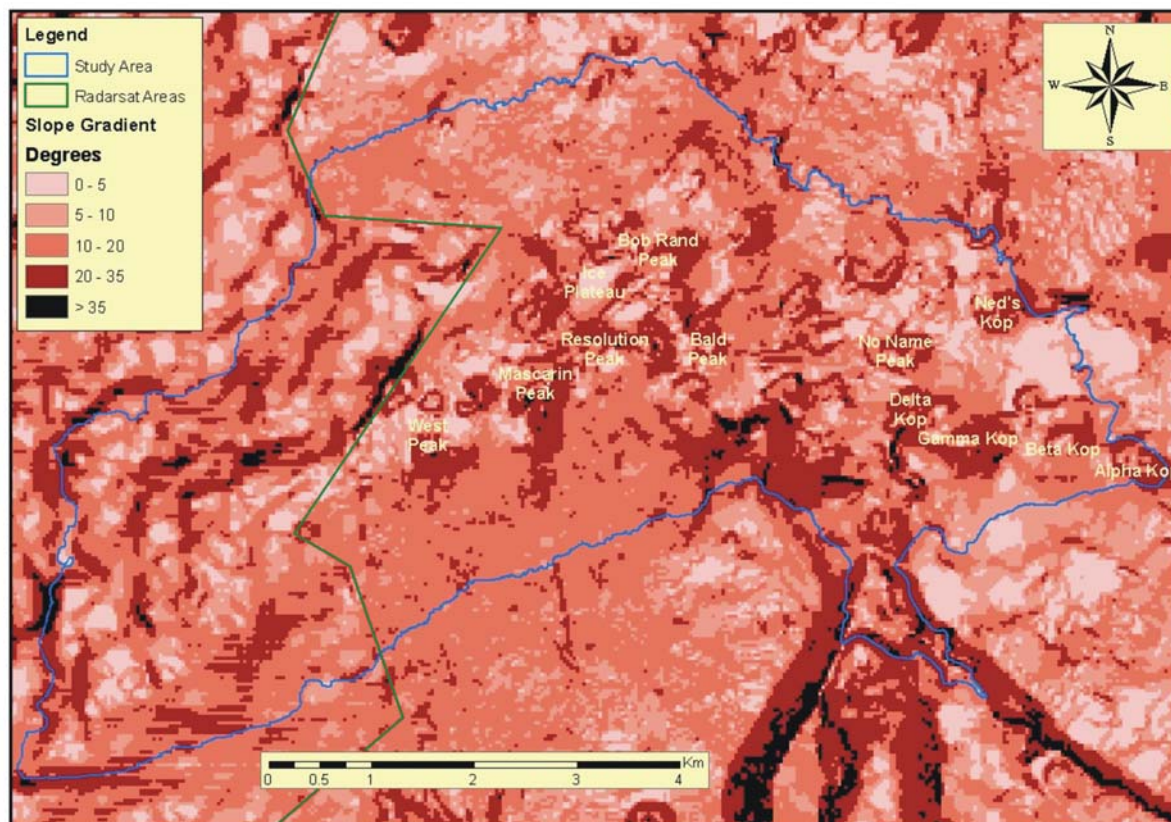 Legend
Study Area
Radarsat Areas
Slope Gradient
Degrees
0 - 5
5 - 10
10 - 20
20 - 35
> 35
N
W
E
S
Bob Rand
Peak
Ice
Plateau
Ned's
Kop
Resolution
Peak
Bald
Peak
No Name
Peak
Mascarin
Peak
Delta
Kop
West
Peak
Gamma Kop
Beta Kop
Alpha Ko
Km
0
0.5
1
2
3
4